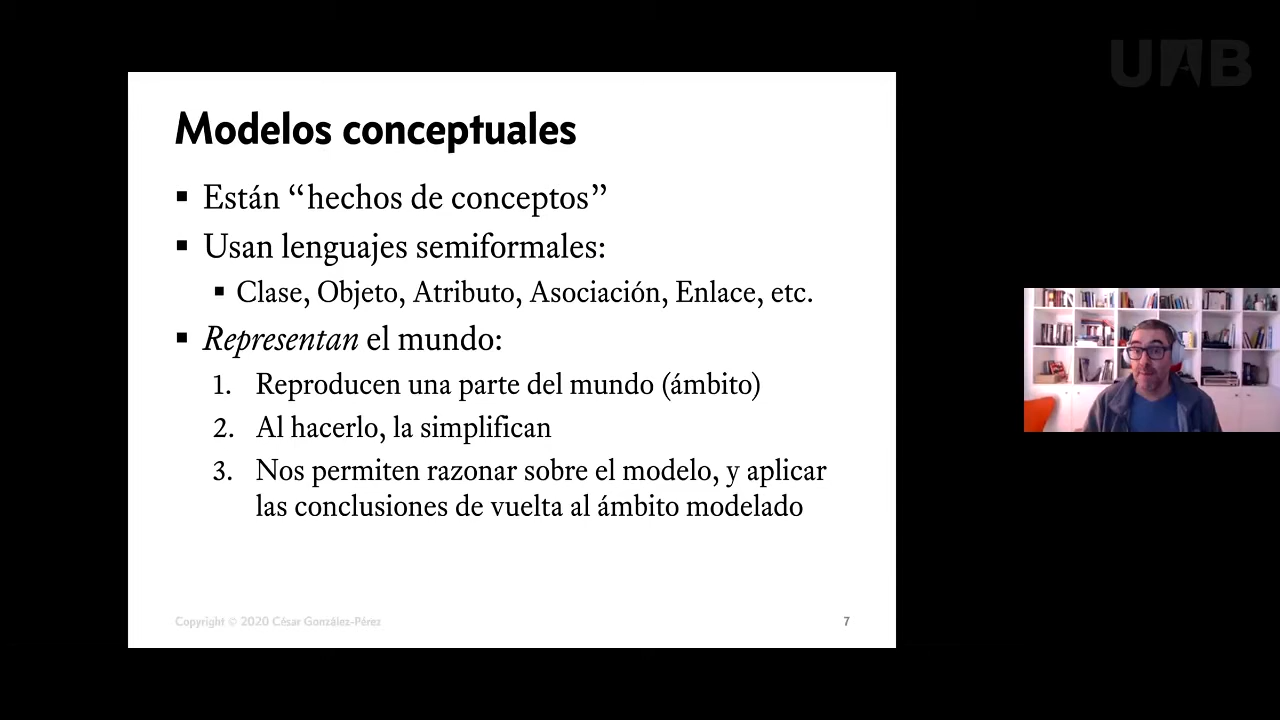 UAB
Modelos conceptuales
▪ Están “hechos de conceptos”
▪ Usan lenguajes semiformales:
▪ Clase, Objeto, Atributo, Asociación, Enlace, etc.
▪ Representan el mundo:
1. Reproducen una parte del mundo (ámbito)
2. Al hacerlo, la simplifican
3. Nos permiten razonar sobre el modelo, y aplicar
las conclusiones de vuelta al ámbito modelado
Copyright © 2020 César González-Pérez
7